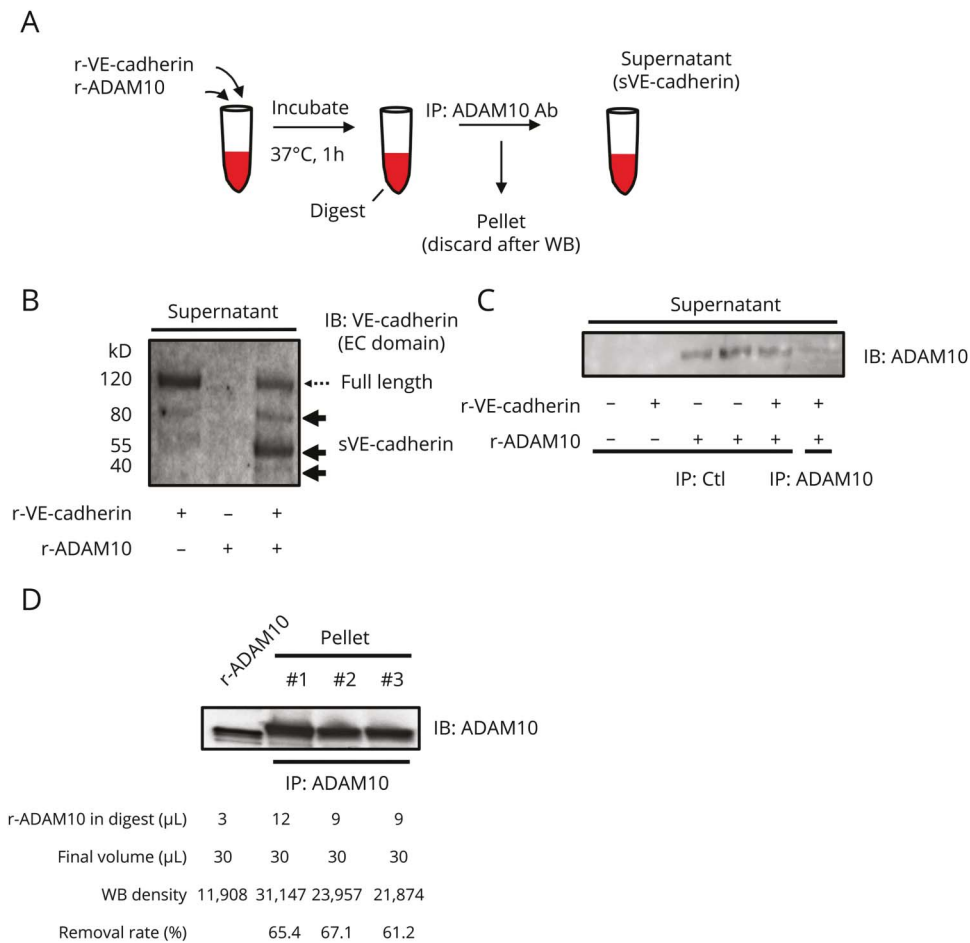 A
r-VE-cadherin
r-ADAM10
Incubate
37°C, 1h
Digest
IP: ADAM10 Ab
Pellet
(discard after WB)
Supernatant
(sVE-cadherin)
B
Supernatant
IB: VE-cadherin
(EC domain)
kD
120
80
55
40
Full length
sVE-cadherin
r-VE-cadherin + – +
r-ADAM10 – + +
C
Supernatant
IB: ADAM10
r-VE-cadherin – + – – + +
r-ADAM10 – – + + + +
IP: Ctl IP: ADAM10
D
r-ADAM10
Pellet
#1 #2 #3
IB: ADAM10
IP: ADAM10
r-ADAM10 in digest (µL) 3 12 9 9
Final volume (µL) 30 30 30 30
WB density 11,908 31,147 23,957 21,874
Removal rate (%) 65.4 67.1 61.2